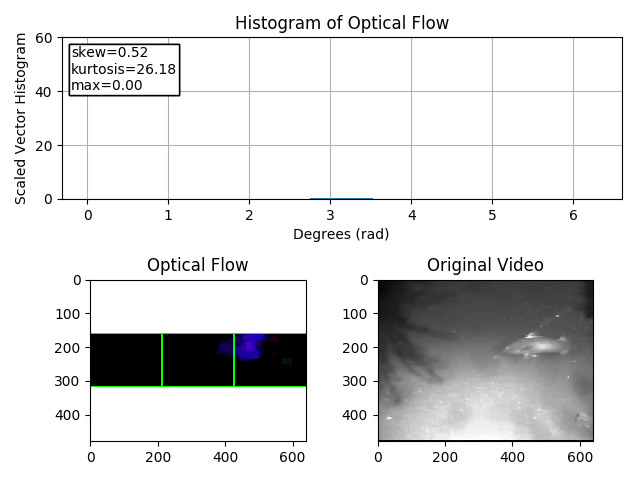 Histogram of Optical Flow
Scaled Vector Histogram
60
40
20
0
skew=0.52
kurtosis=26.18
max=0.00
0 1 2 3 4 5 6
Degrees (rad)
Optical Flow
0
100
200
300
400
0 200 400 600
Original Video
0
100
200
300
400
0 200 400 600